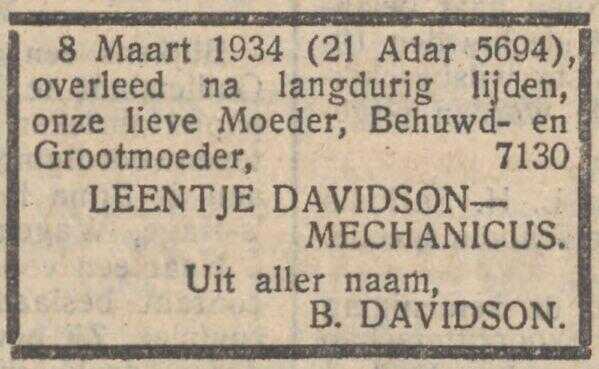 8 Maart 1934 (21 Adar 5694),
overleed na langdurig lijden,
onze lieve Moeder, Behuwd- en
Grootmoeder, 7130
LEENTJE DAVIDSON—
MECHANICUS.
Uit aller naam,
B. DAVIDSON.